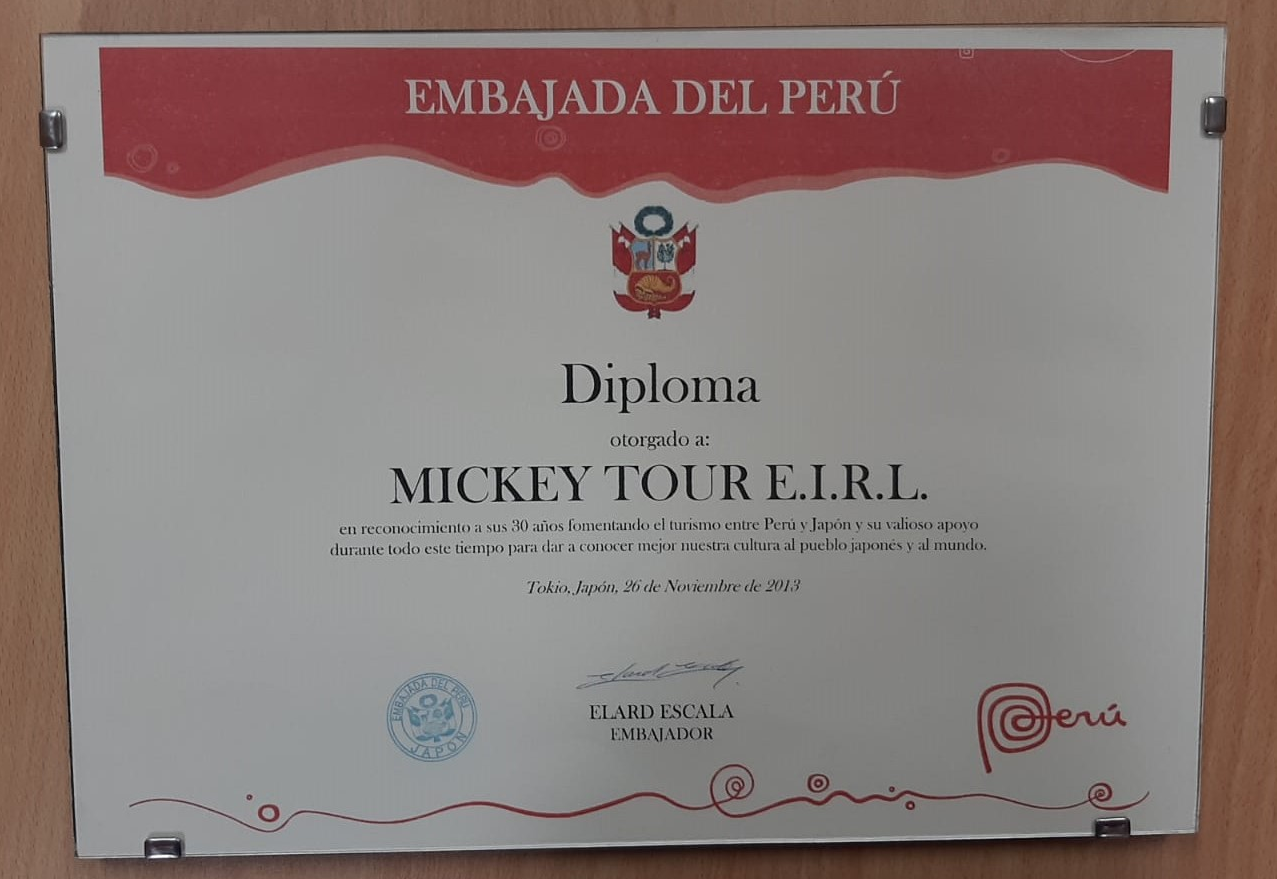 EMBAJADA DEL PERÚ
Diploma
otorgado a:
MICKEY TOUR E.I.R.L.
en reconocimiento a sus 30 años fomentando el turismo entre Perú y Japón y su valioso apoyo
durante todo este tiempo para dar a conocer mejor nuestra cultura al pueblo japonés y al mundo.
Tokio, Japón, 26 de Noviembre de 2013
ELARD ESCALA
EMBAJADOR
EMBAJADA DEL PERÚ
JAPÓN
Perú